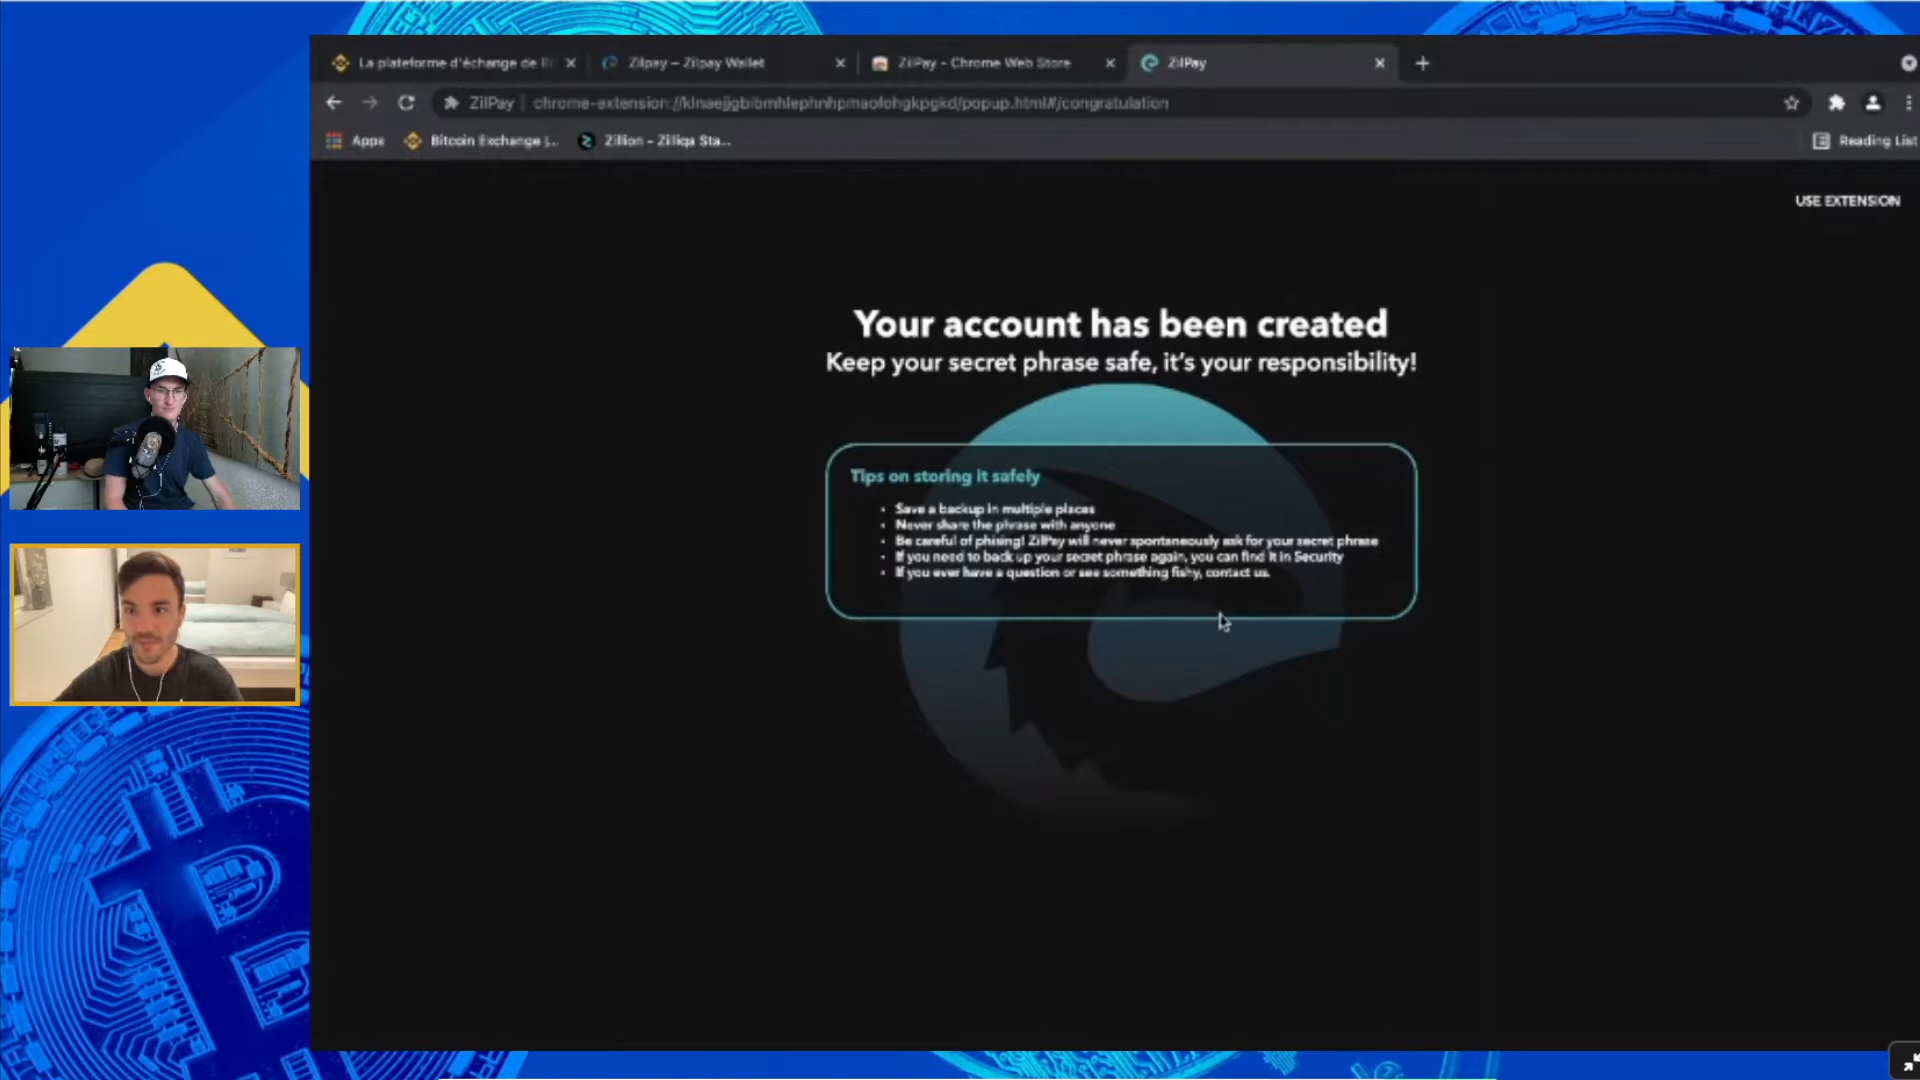 La plateforme d'échange de
Zilpay – Zilpay Wallet
ZilPay - Chrome Web Store
ZilPay
ZilPay
chrome-extension://klnaejjgbibmhlephnhpmaofohgkpgkd/popup.html#/congratulation
Apps
Bitcoin Exchange |...
Zillion - Zilliqa Sta...
Reading List
USE EXTENSION
Your account has been created
Keep your secret phrase safe, it's your responsibility!
Tips on storing it safely
• Save a backup in multiple places
• Never share the phrase with anyone
• Be careful of phising! ZilPay will never spontaneously ask for your secret phrase
• If you need to back up your secret phrase again, you can find it in Security
• If you ever have a question or see something fishy, contact us.